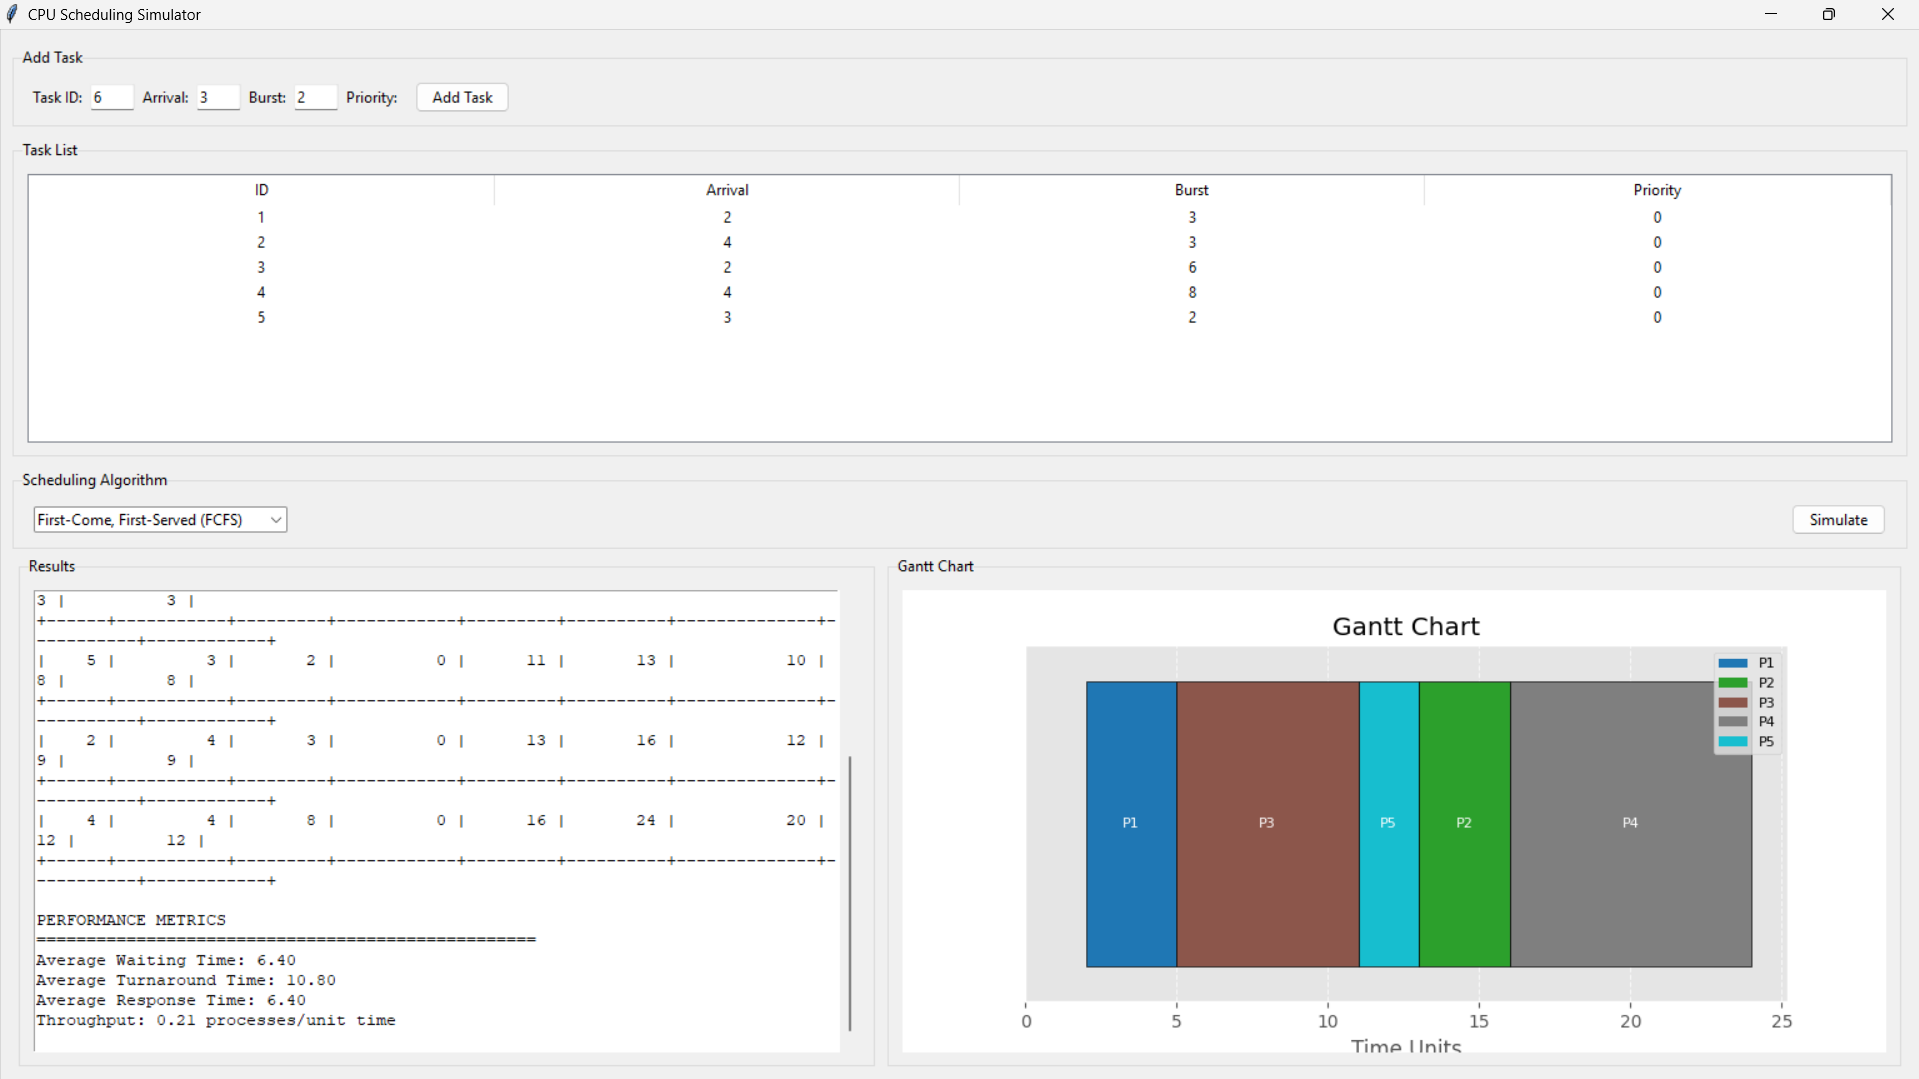 CPU Scheduling Simulator
Add Task
Task ID: 6 Arrival: 3 Burst: 2 Priority: Add Task
Task List
ID Arrival Burst Priority
1 2 3 0
2 4 3 0
3 2 6 0
4 4 8 0
5 3 2 0
Scheduling Algorithm
First-Come, First-Served (FCFS)
Simulate
Results
3 | 3 |
+------+-----------+---------+------------+---------+----------+--------------+-
----------+------------+
| 5 | 3 | 2 | 0 | 11 | 13 | 10 |
8 | 8 |
+------+-----------+---------+------------+---------+----------+--------------+-
----------+------------+
| 2 | 4 | 3 | 0 | 13 | 16 | 12 |
9 | 9 |
+------+-----------+---------+------------+---------+----------+--------------+-
----------+------------+
| 4 | 4 | 8 | 0 | 16 | 24 | 20 |
12 | 12 |
+------+-----------+---------+------------+---------+----------+--------------+-
----------+------------+
PERFORMANCE METRICS
==================================================
Average Waiting Time: 6.40
Average Turnaround Time: 10.80
Average Response Time: 6.40
Throughput: 0.21 processes/unit time
Gantt Chart
Gantt Chart
P1
P2
P3
P4
P5
P1 P3 P5 P2 P4
0 5 10 15 20 25
Time Units